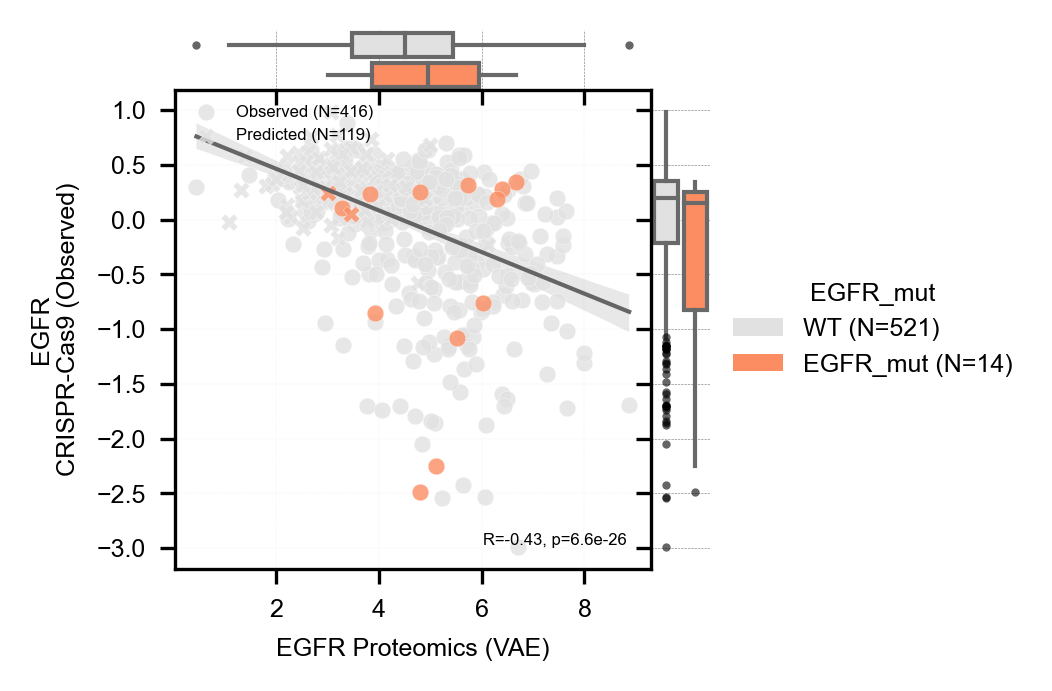 Observed (N=416)
Predicted (N=119)
1.0
0.5
0.0
−0.5
−1.0
−1.5
−2.0
−2.5
−3.0
EGFR
CRISPR-Cas9 (Observed)
R=-0.43, p=6.6e-26
2 4 6 8
EGFR Proteomics (VAE)
EGFR_mut
WT (N=521)
EGFR_mut (N=14)